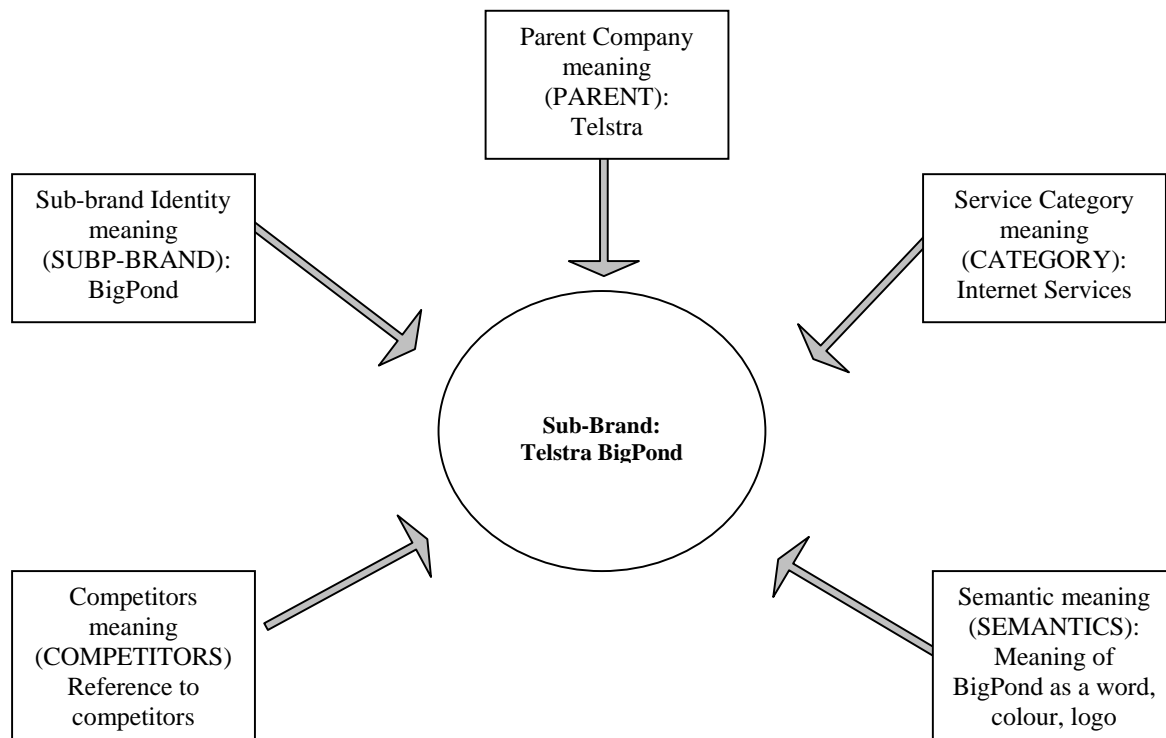 Parent Company
meaning
(PARENT):
Telstra
Sub-brand Identity
meaning
(SUBP-BRAND):
BigPond
Service Category
meaning
(CATEGORY):
Internet Services
Sub-Brand:
Telstra BigPond
Competitors
meaning
(COMPETITORS)
Reference to
competitors
Semantic meaning
(SEMANTICS):
Meaning of
BigPond as a word,
colour, logo